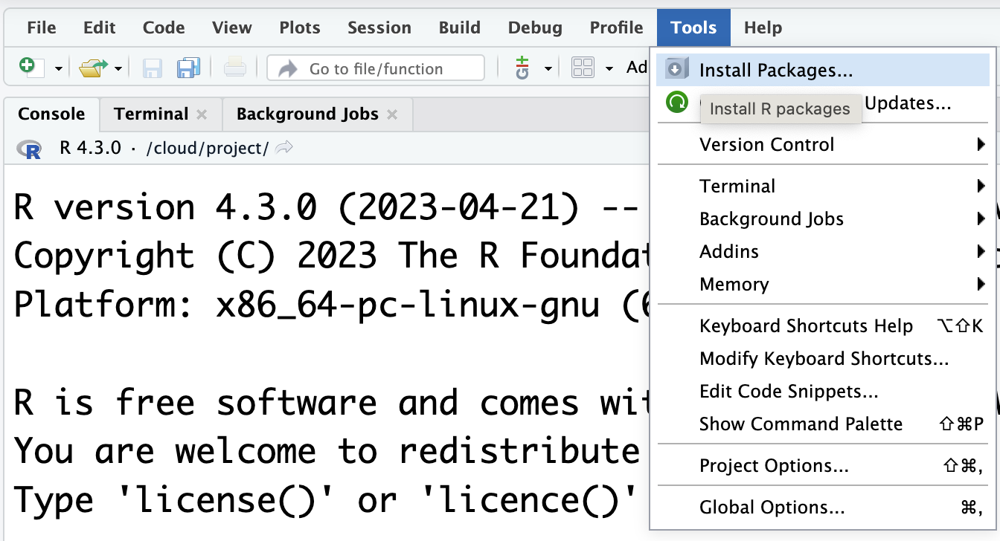 File Edit Code View Plots Session Build Debug Profile Tools Help
Go to file/function
Install Packages...
Install R packages
Updates...
Console Terminal Background Jobs
R 4.3.0 · /cloud/project/
Version Control
Terminal
Background Jobs
Addins
Memory
Keyboard Shortcuts Help ⌥⇧K
Modify Keyboard Shortcuts...
Edit Code Snippets...
Show Command Palette ⇧⌘P
Project Options... ⇧⌘,
Global Options... ⌘,
R version 4.3.0 (2023-04-21) --
Copyright (C) 2023 The R
Platform: x86_64-pc-linux-gnu
R is free software and comes
You are welcome to redistribute
Type 'license()' or 'licence()'